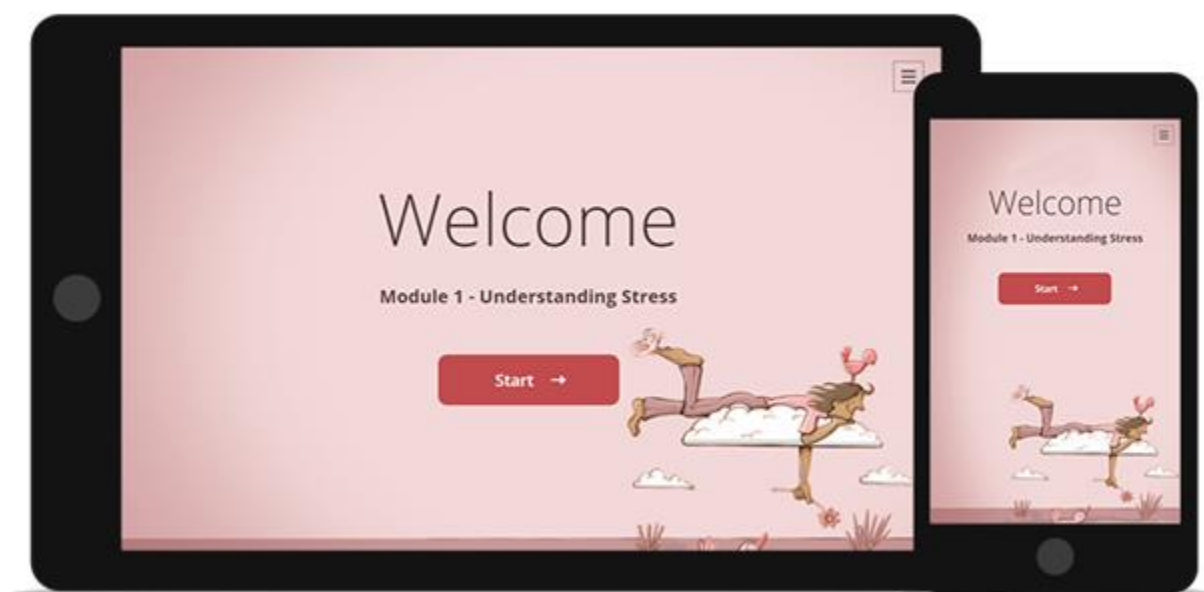 Welcome
Module 1 - Understanding Stress
Start →
Welcome
Module 1 - Understanding Stress
Start →